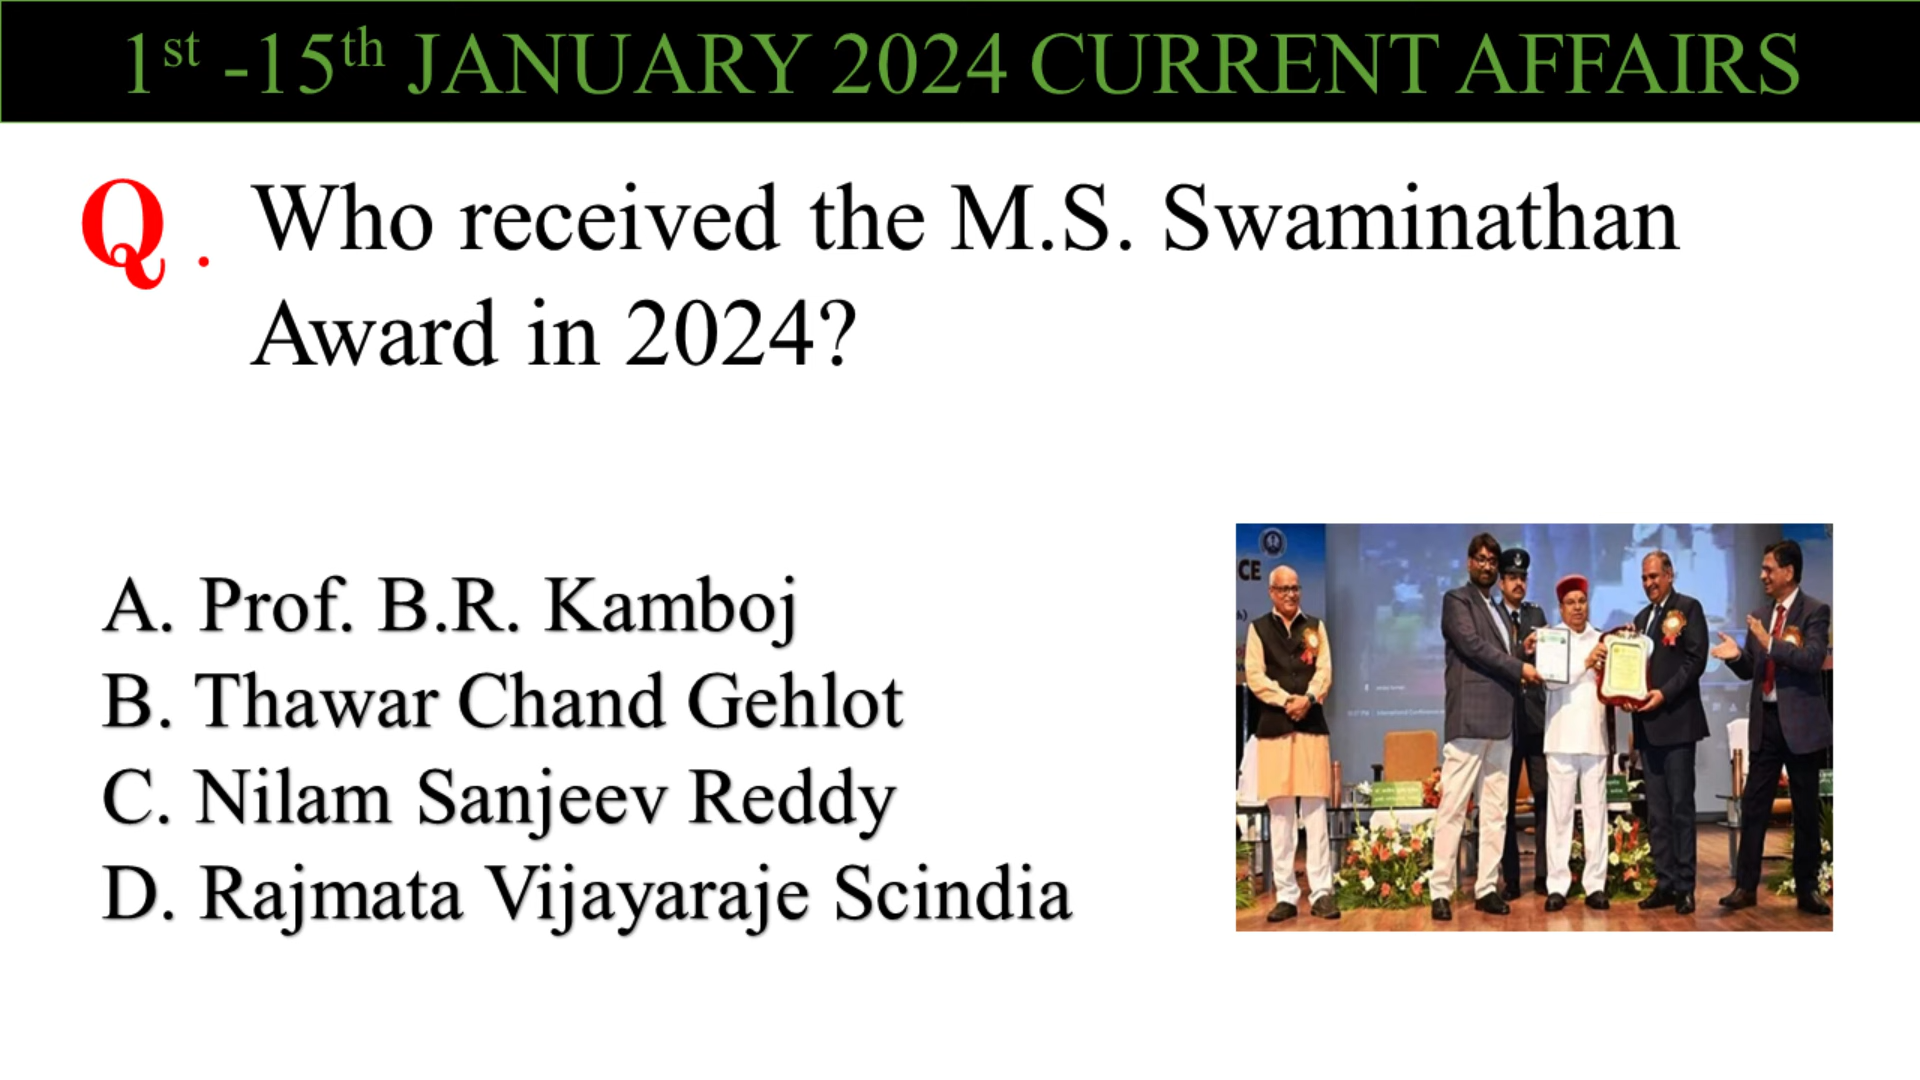 1st -15th JANUARY 2024 CURRENT AFFAIRS
Q. Who received the M.S. Swaminathan
Award in 2024?
A. Prof. B.R. Kamboj
B. Thawar Chand Gehlot
C. Nilam Sanjeev Reddy
D. Rajmata Vijayaraje Scindia
CE